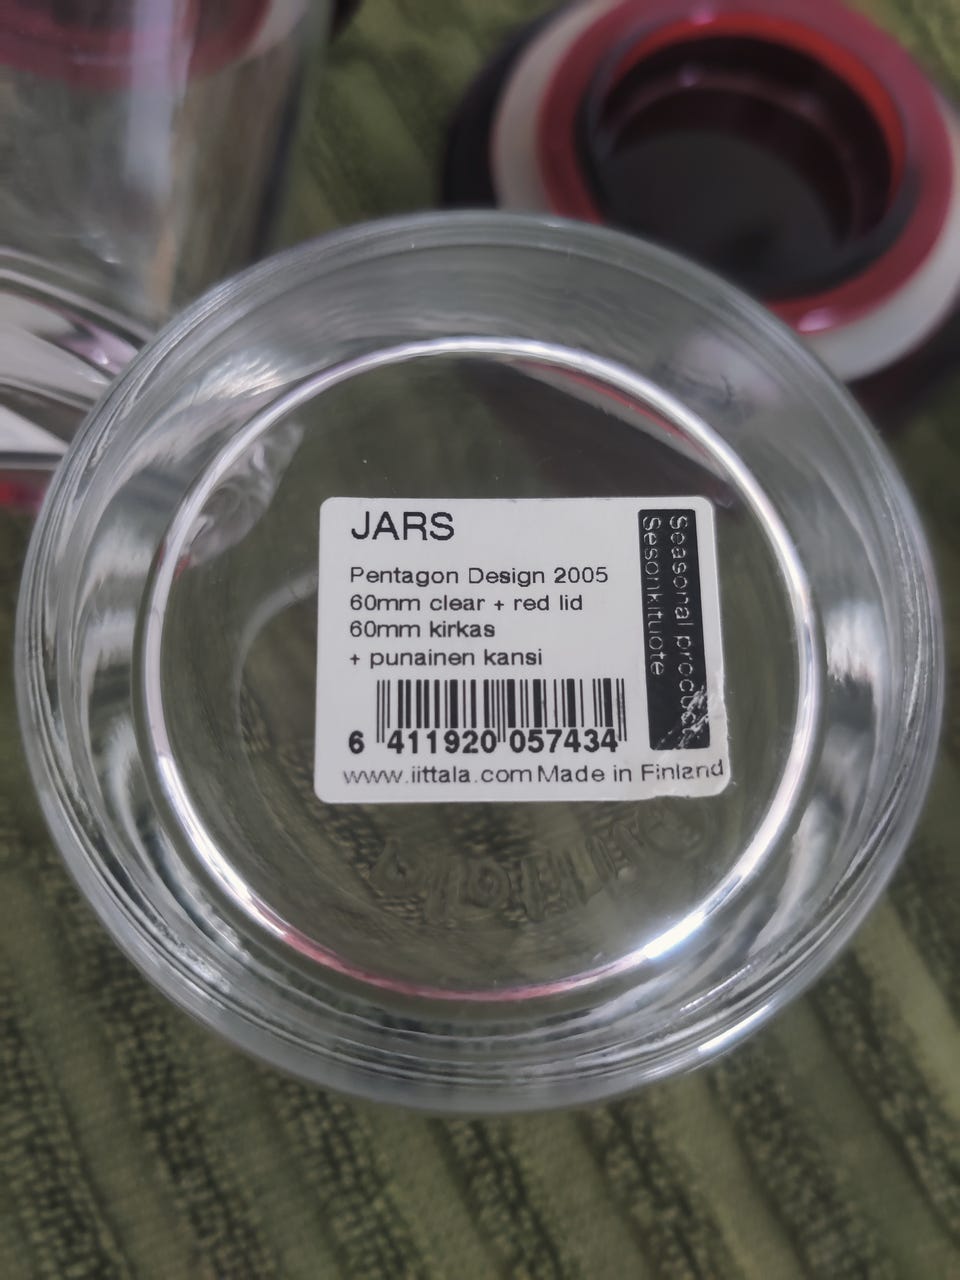 JARS
Pentagon Design 2005
60mm clear + red lid
60mm kirkas
+ punainen kansi
6 411920 057434
www.iittala.com Made in Finland
Seasonal product
Sesonkituote
iittala